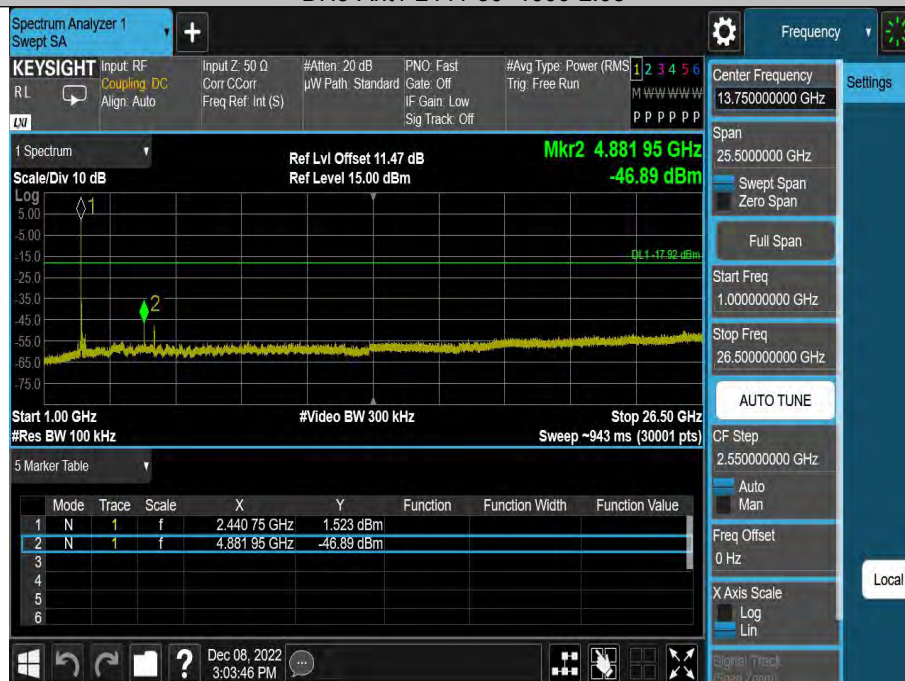 Spectrum Analyzer 1
Swept SA
+
Frequency
KEYSIGHT
RL
LXI
Input: RF
Coupling: DC
Align: Auto
Input Z: 50 Ω
Corr CCorr
Freq Ref: Int (S)
#Atten: 20 dB
µW Path: Standard
PNO: Fast
Gate: Off
IF Gain: Low
Sig Track: Off
#Avg Type: Power (RMS
Trig: Free Run
1 2 3 4 5 6
M W W W W W
P P P P P P
1 Spectrum
Scale/Div 10 dB
Ref Lvl Offset 11.47 dB
Ref Level 15.00 dBm
Mkr2 4.881 95 GHz
-46.89 dBm
Log
5.00
-5.00
-15.0
-25.0
-35.0
-45.0
-55.0
-65.0
-75.0
1
2
DL1 -17.92 dBm
Start 1.00 GHz
#Res BW 100 kHz
#Video BW 300 kHz
Stop 26.50 GHz
Sweep ~943 ms (30001 pts)
5 Marker Table
Mode Trace Scale X Y Function Function Width Function Value
1 N 1 f 2.440 75 GHz 1.523 dBm
2 N 1 f 4.881 95 GHz -46.89 dBm
3
4
5
6
?
Dec 08, 2022
3:03:46 PM
Center Frequency
13.750000000 GHz
Settings
Span
25.5000000 GHz
Swept Span
Zero Span
Full Span
Start Freq
1.000000000 GHz
Stop Freq
26.500000000 GHz
AUTO TUNE
CF Step
2.550000000 GHz
Auto
Man
Freq Offset
0 Hz
Local
X Axis Scale
Log
Lin
Signal Track
(Span Zoom)